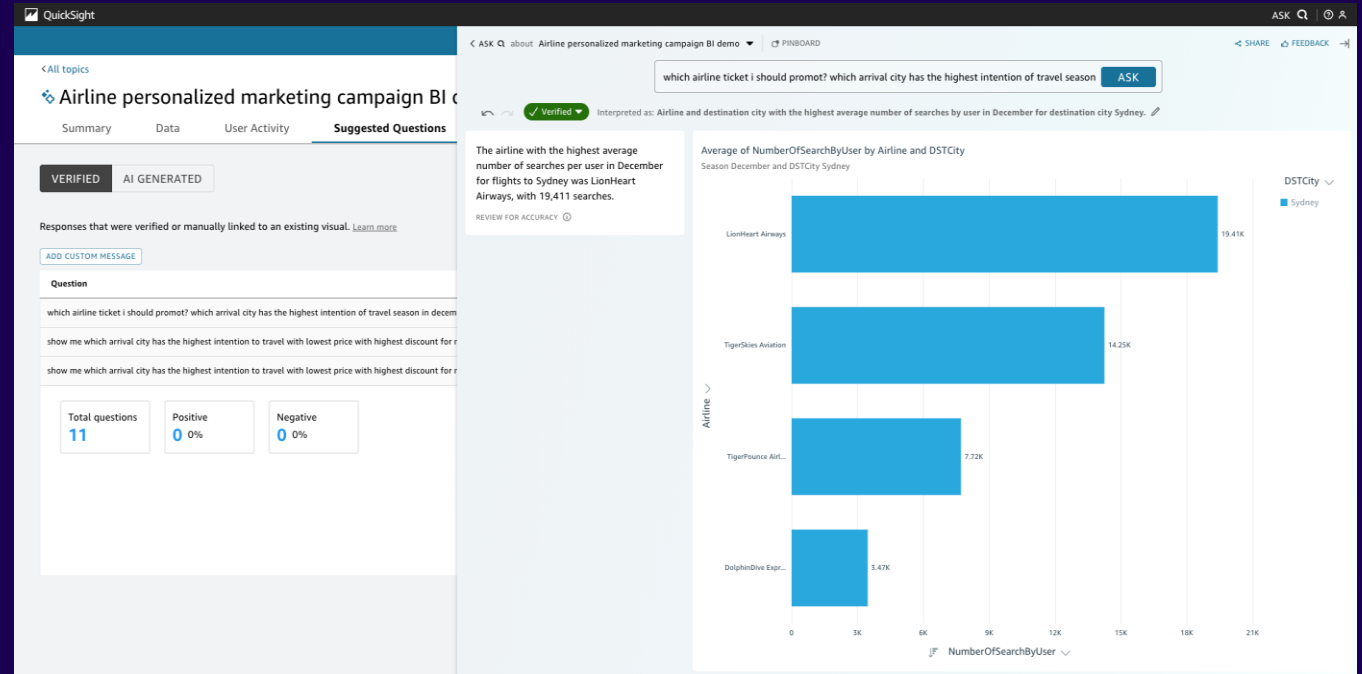 QuickSight
ASK
<All topics
Airline personalized marketing campaign BI
Summary Data User Activity Suggested Questions
VERIFIED AI GENERATED
Responses that were verified or manually linked to an existing visual. Learn more
ADD CUSTOM MESSAGE
Question
which airline ticket i should promot? which arrival city has the highest intention of travel season in decem
show me which arrival city has the highest intention to travel with lowest price with highest discount for
show me which arrival city has the highest intention to travel with lowest price with highest discount for
Total questions
11
Positive
0 0%
Negative
0 0%
< ASK Q about Airline personalized marketing campaign BI demo
PINBOARD
SHARE
FEEDBACK
which airline ticket i should promot? which arrival city has the highest intention of travel season
ASK
Verified
Interpreted as: Airline and destination city with the highest average number of searches by user in December for destination city Sydney.
The airline with the highest average
number of searches per user in December
for flights to Sydney was LionHeart
Airways, with 19,411 searches.
REVIEW FOR ACCURACY
Average of NumberOfSearchByUser by Airline and DSTCity
Season December and DSTCity Sydney
DSTCity
Sydney
Airline
LionHeart Airways
19.41K
TigerSkies Aviation
14.25K
TigerPounce Airl...
7.72K
DolphinDive Expr...
3.47K
0 3K 6K 9K 12K 15K 18K 21K
NumberOfSearchByUser